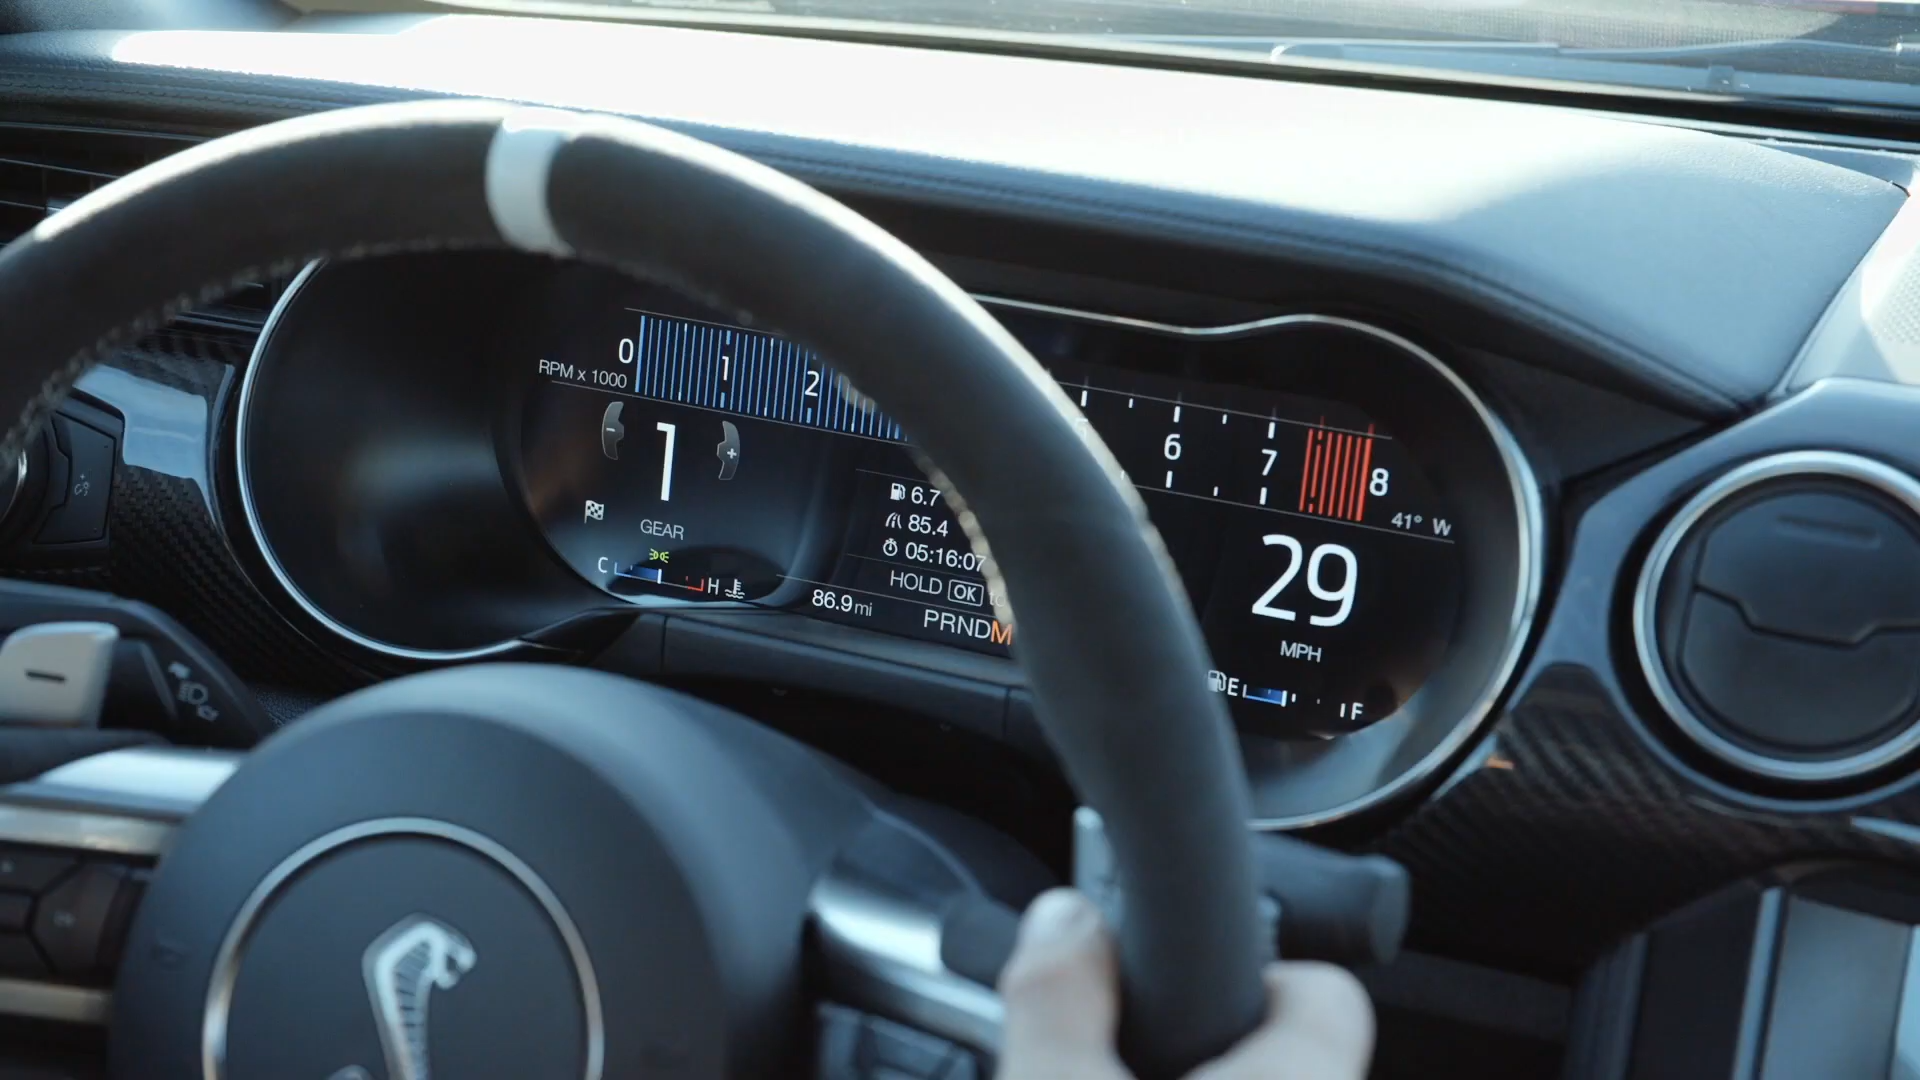 0 1 2
RPM x 1000
6 7 8
- +
1
GEAR
C H
6.7
85.4
05:16:07
HOLD OK to
86.9 mi
PRNDM
41° W
29
MPH
E F